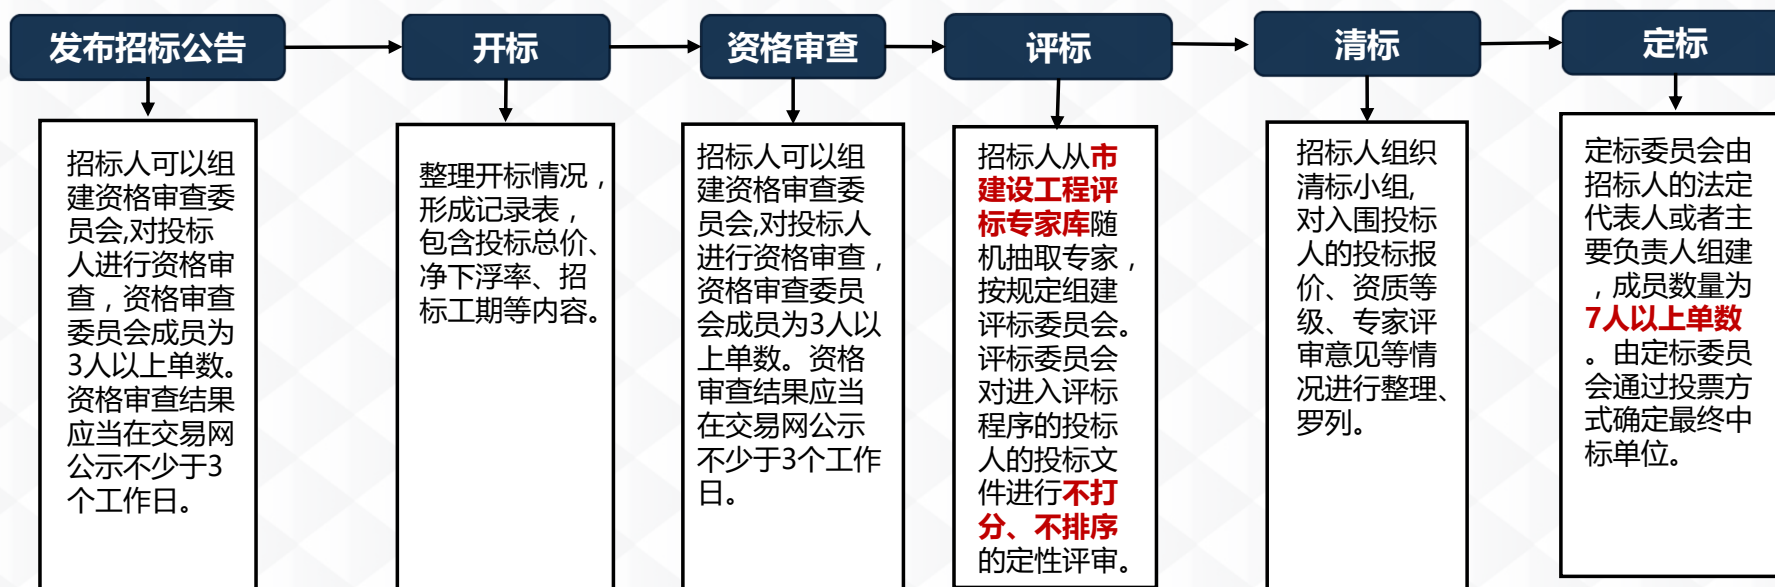 发布招标公告
开标
资格审查
评标
清标
定标
招标人可以组
建资格审查委
员会,对投标
人进行资格审
查，资格审查
委员会成员为
3人以上单数。
资格审查结果
应当在交易网
公示不少于3
个工作日。
整理开标情况，
形成记录表，
包含投标总价、
净下浮率、招
标工期等内容。
招标人可以组
建资格审查委
员会,对投标人
进行资格审查，
资格审查委员
会成员为3人以
上单数。资格
审查结果应当
在交易网公示
不少于3个工作
日。
招标人从市
建设工程评
标专家库随
机抽取专家，
按规定组建
评标委员会。
评标委员会
对进入评标
程序的投标
人的投标文
件进行不打
分、不排序
的定性评审。
招标人组织
清标小组,
对入围投标
人的投标报
价、资质等
级、专家评
审意见等情
况进行整理、
罗列。
定标委员会由
招标人的法定
代表人或者主
要负责人组建
，成员数量为
7人以上单数
。由定标委员
会通过投票方
式确定最终中
标单位。